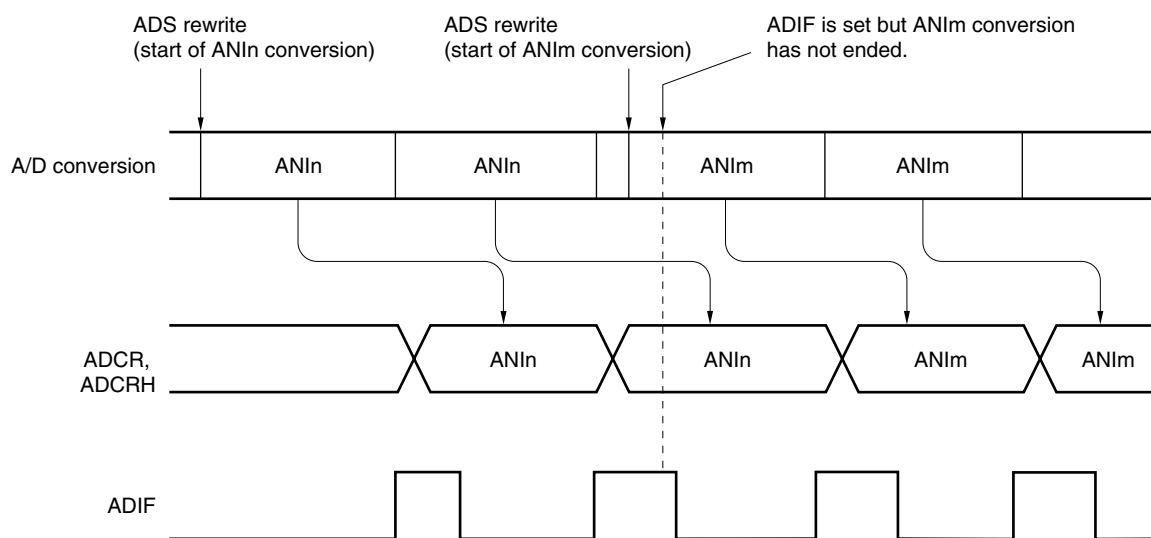 ADS rewrite
(start of ANIn conversion)
ADS rewrite
(start of ANIm conversion)
ADIF is set but ANIm conversion
has not ended.
A/D conversion
ANIn
ANIn
ANIm
ANIm
ADCR,
ADCRH
ANIn
ANIn
ANIm
ANIm
ADIF